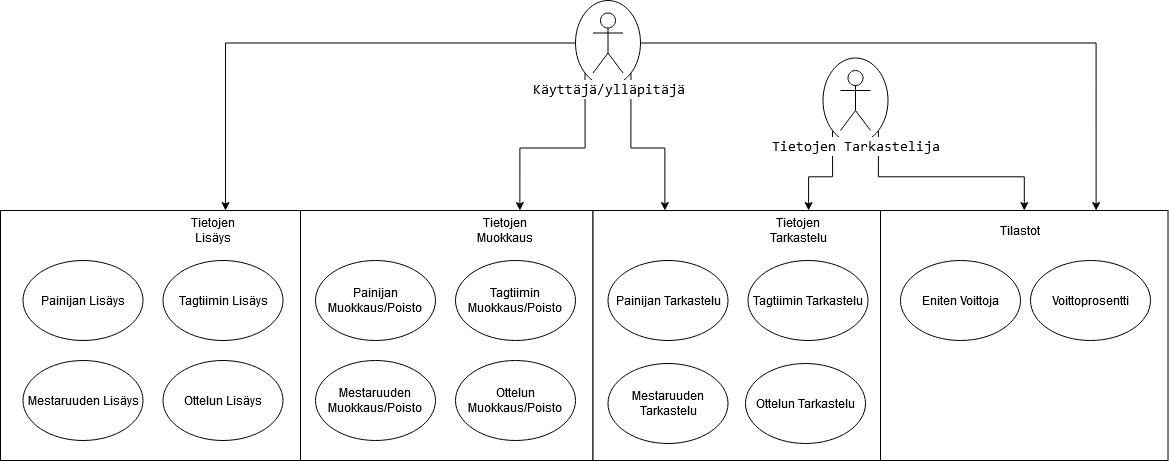 Käyttäjä/ylläpitäjä
Tietojen Tarkastelija
Tietojen
Lisäys
Painijan Lisäys
Tagtiimin Lisäys
Mestaruuden Lisäys
Ottelun Lisäys
Tietojen
Muokkaus
Painijan
Muokkaus/Poisto
Tagtiimin
Muokkaus/Poisto
Mestaruuden
Muokkaus/Poisto
Ottelun
Muokkaus/Poisto
Tietojen
Tarkastelu
Painijan Tarkastelu
Tagtiimin Tarkastelu
Mestaruuden
Tarkastelu
Ottelun Tarkastelu
Tilastot
Eniten Voittoja
Voittoprosentti